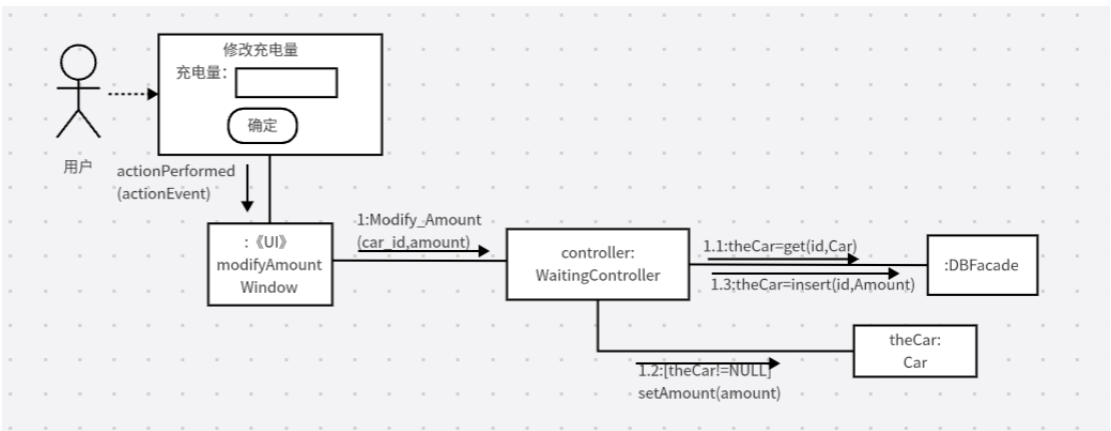 修改充电量
充电量：
确定
用户
actionPerformed
(actionEvent)
:《UI》
modifyAmount
Window
1:Modify_Amount
(car_id,amount)
controller:
WaitingController
1.1:theCar=get(id,Car)
1.3:theCar=insert(id,Amount)
:DBFacade
theCar:
Car
1.2:[theCar!=NULL]
setAmount(amount)